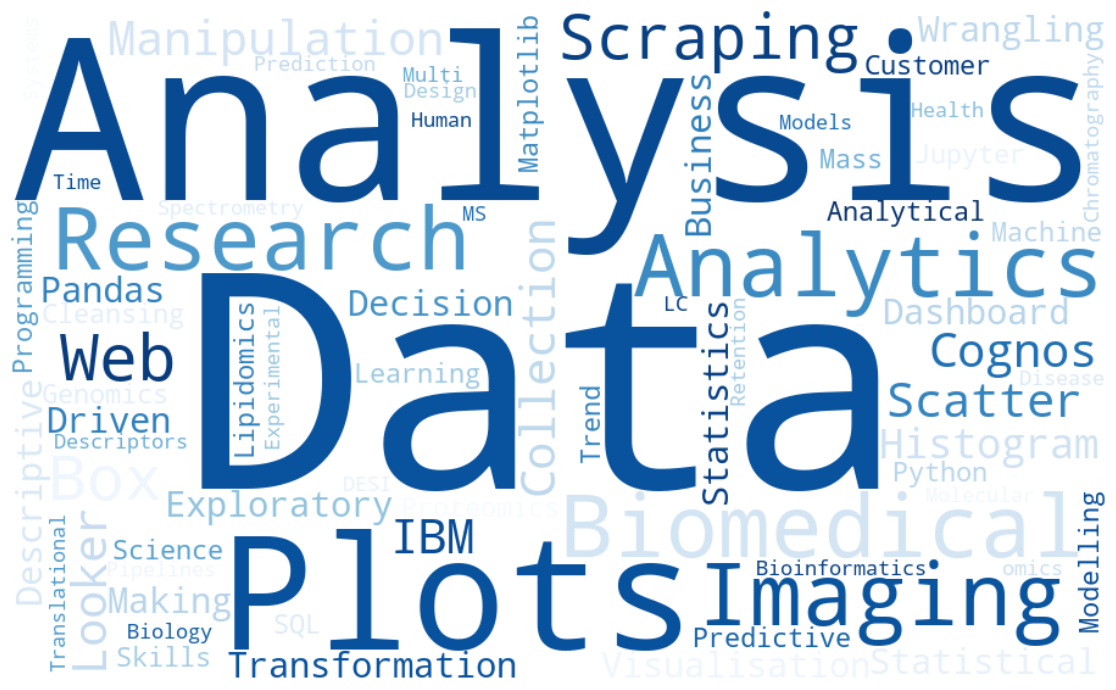 Analysis
Manipulation
Prediction
Multi
Design
Human
Matplotlib
Scraping
Wrangling
Customer
Systems
Time
Spectrometry
MS
Business
Models
Mass
Health
Jupyter
Chromatography
Analytical
Machine
Research
Analytics
Programming
Pandas
Cleansing
Decision
Collection
Data
LC
Dashboard
Web
Lipidomics
Experimental
Learning
Statistics
Retention
Cognos
Disease
Genomics
Driven
Descriptors
Trend
Scatter
Descriptive
Box
DESI
Histogram
Python
Exploratory
Proteomics
Molecular
Biomedical
Looker
Translational
Science
Pipelines
IBM
Plots
Bioinformatics
omics
Imaging
Modelling
Making
Biology
SQL
Predictive
Skills
Transformation
Visualisation
Statistical